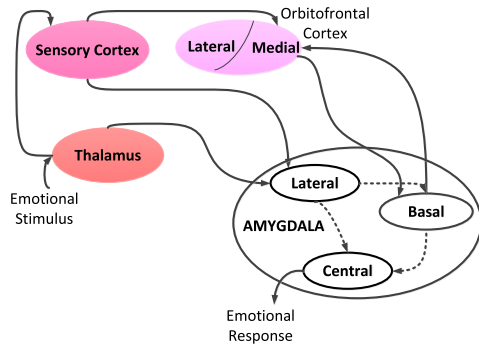 Orbitofrontal
Cortex
Sensory Cortex
Lateral
Medial
Thalamus
Emotional
Stimulus
Lateral
Basal
AMYGDALA
Central
Emotional
Response